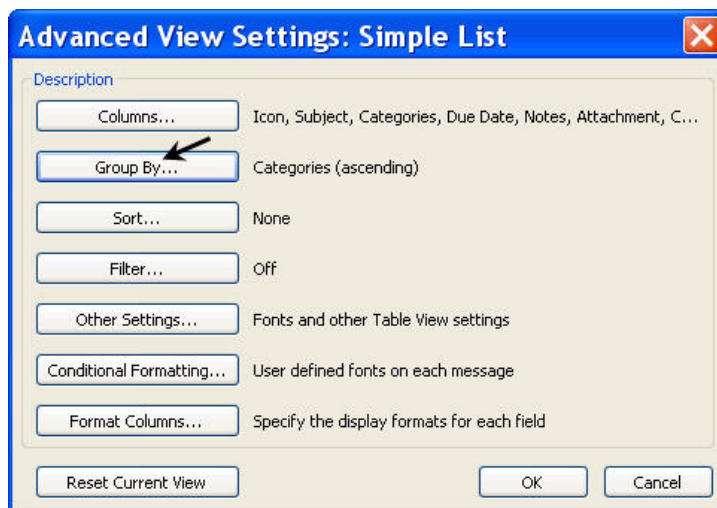 Advanced View Settings: Simple List
Description
Columns... Icon, Subject, Categories, Due Date, Notes, Attachment, C...
Group By... Categories (ascending)
Sort... None
Filter... Off
Other Settings... Fonts and other Table View settings
Conditional Formatting... User defined fonts on each message
Format Columns... Specify the display formats for each field
Reset Current View OK Cancel